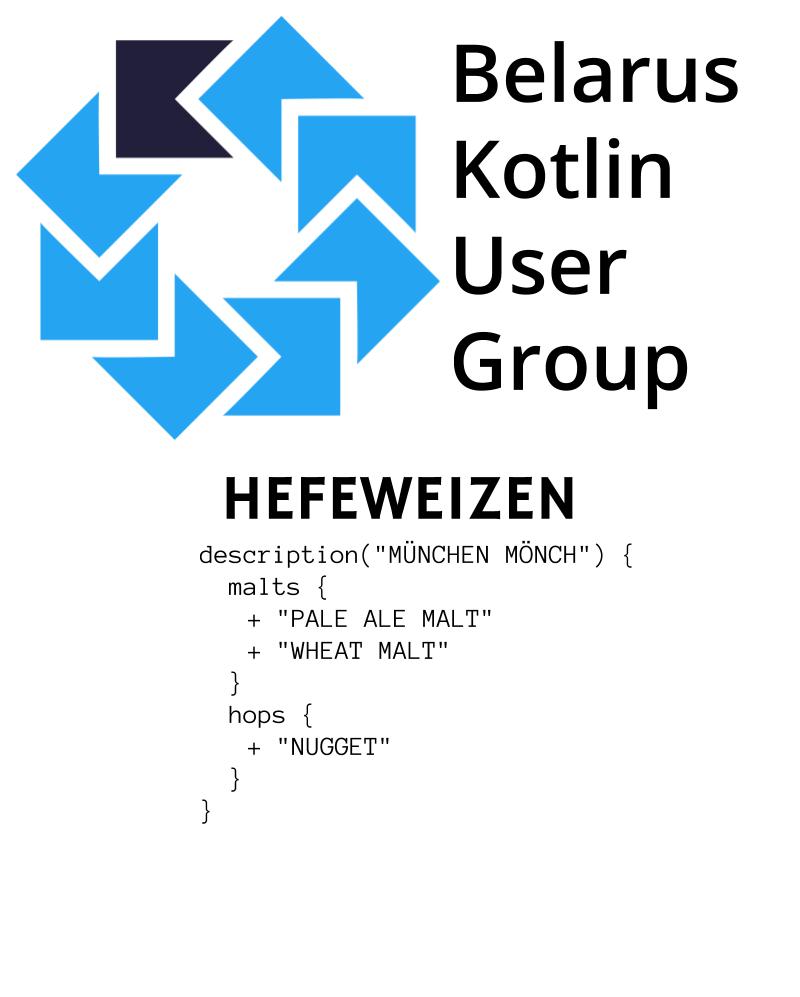 Belarus
Kotlin
User
Group
HEFEWEIZEN
description("MÜNCHEN MÖNCH") {
  malts {
    + "PALE ALE MALT"
    + "WHEAT MALT"
  }
  hops {
    + "NUGGET"
  }
}